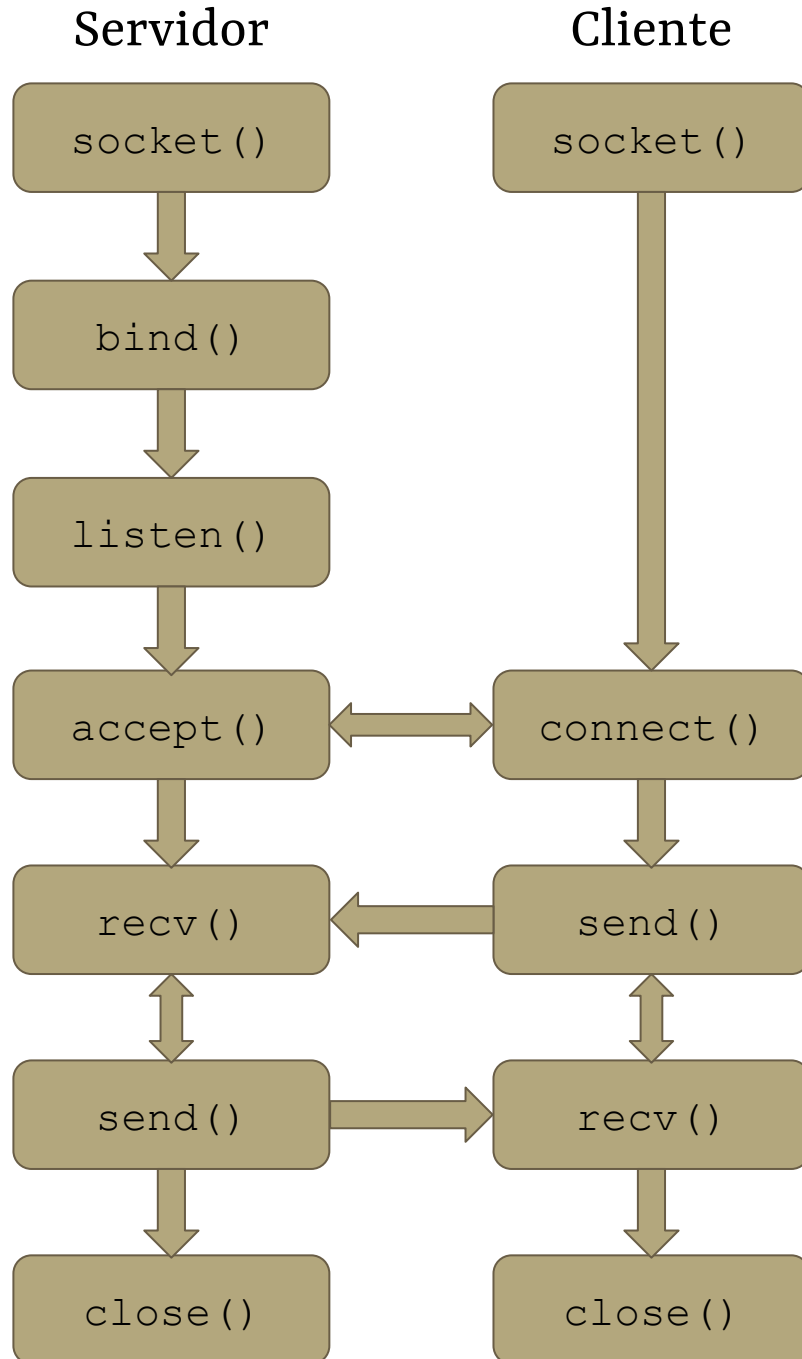 Servidor
Cliente
socket()
socket()
bind()
listen()
accept()
connect()
recv()
send()
send()
recv()
close()
close()